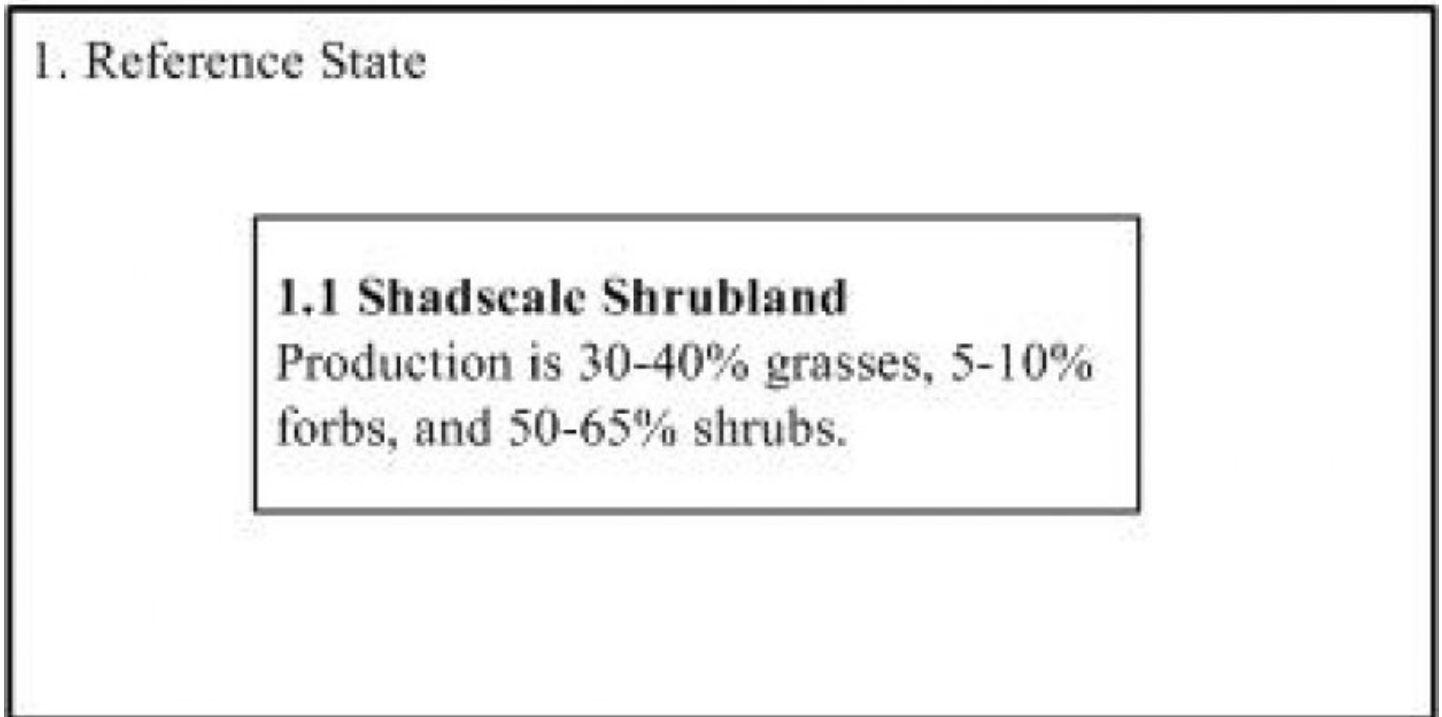 1. Reference State
1.1 Shadscale Shrubland
Production is 30-40% grasses, 5-10%
forbs, and 50-65% shrubs.